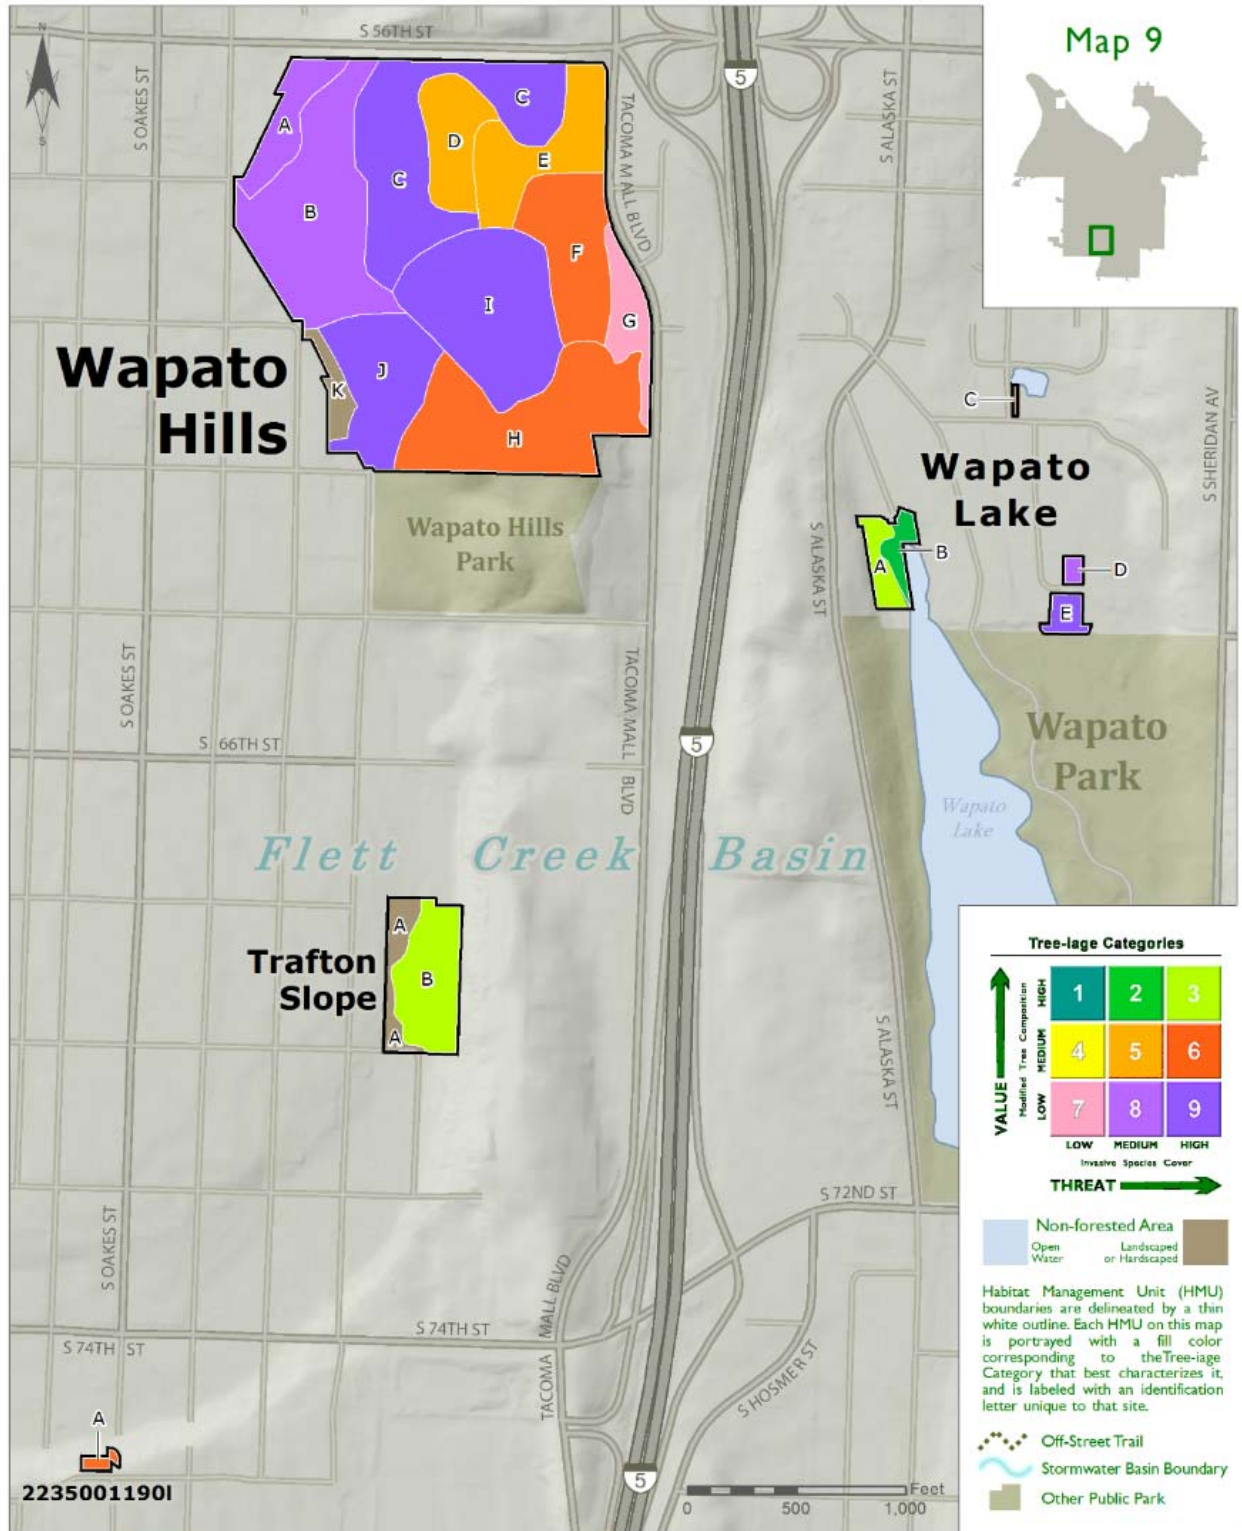 Map 9
N
S
S 56TH ST
S OAKES ST
TACOMA MALL BLVD
5
S ALASKA ST
A
B
C
C
D
E
F
G
H
I
J
K
Wapato
Hills
Wapato Hills
Park
S ALASKA ST
S SHERIDAN AV
Wapato
Lake
A
B
C
D
E
Wapato
Park
Wapato
Lake
S OAKES ST
S 66TH ST
TACOMA MALL BLVD
5
Flett Creek Basin
Trafton
Slope
A
B
A
S ALASKA ST
S 72ND ST
S OAKES ST
TACOMA MALL BLVD
S 74TH ST
S 74TH ST
S HOSMER ST
A
2235001190I
5
Feet
0 500 1,000
Tree-iage Categories
VALUE
Modified Tree Composition
HIGH
MEDIUM
LOW
1 2 3
4 5 6
7 8 9
LOW MEDIUM HIGH
Invasive Species Cover
THREAT
Non-forested Area
Open
Water
Landscaped
or Hardscaped
Habitat Management Unit (HMU)
boundaries are delineated by a thin
white outline. Each HMU on this map
is portrayed with a fill color
corresponding to theTree-iage
Category that best characterizes it,
and is labeled with an identification
letter unique to that site.
Off-Street Trail
Stormwater Basin Boundary
Other Public Park